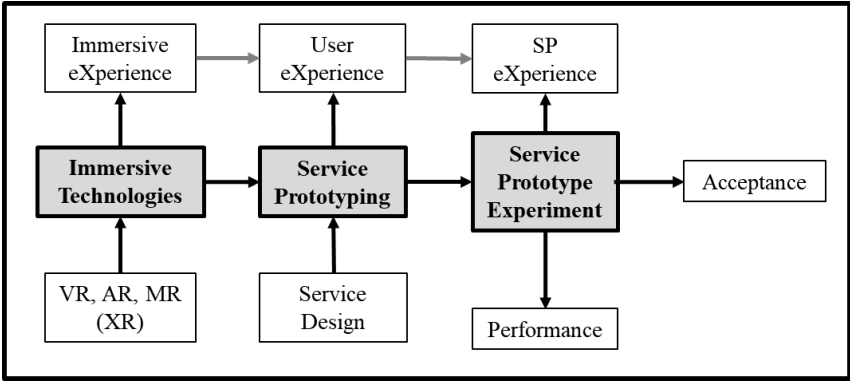 Immersive
eXperience
User
eXperience
SP
eXperience
Immersive
Technologies
Service
Prototyping
Service
Prototype
Experiment
Acceptance
VR, AR, MR
(XR)
Service
Design
Performance